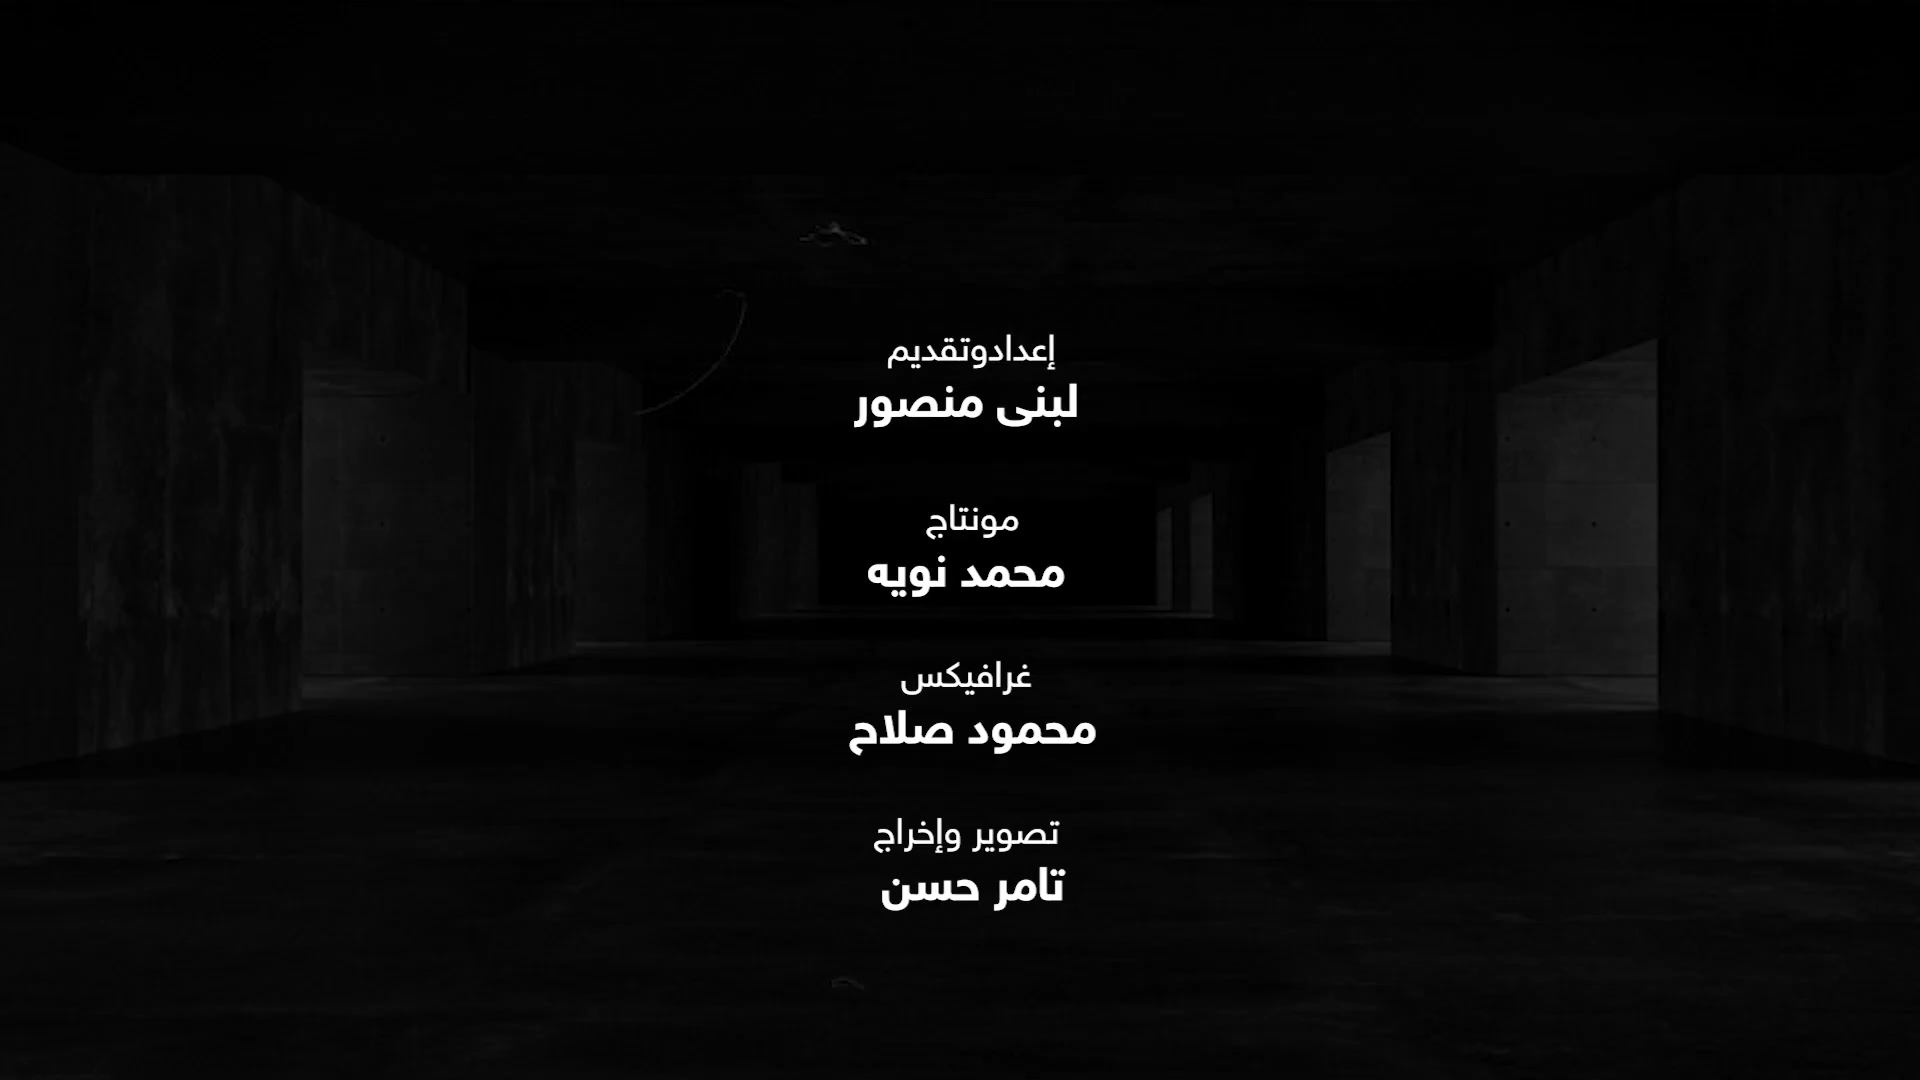 إعدادوتقديم
لبنى منصور
مونتاج
محمد نويه
غرافيكس
محمود صلاح
تصوير وإخراج
تامر حسن